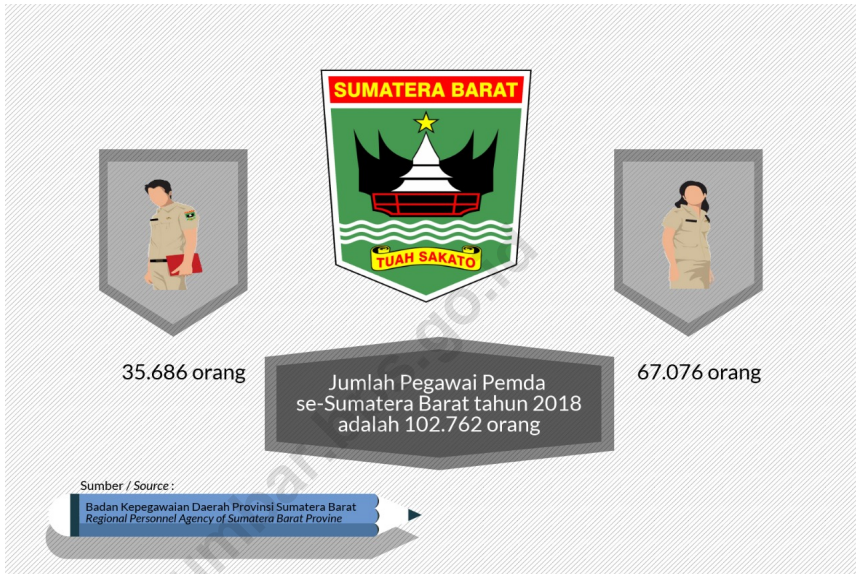 SUMATERA BARAT
TUAH SAKATO
35.686 orang
67.076 orang
Jumlah Pegawai Pemda
se-Sumatera Barat tahun 2018
adalah 102.762 orang
Sumber / Source :
Badan Kepegawaian Daerah Provinsi Sumatera Barat
Regional Personnel Agency of Sumatera Barat Provine